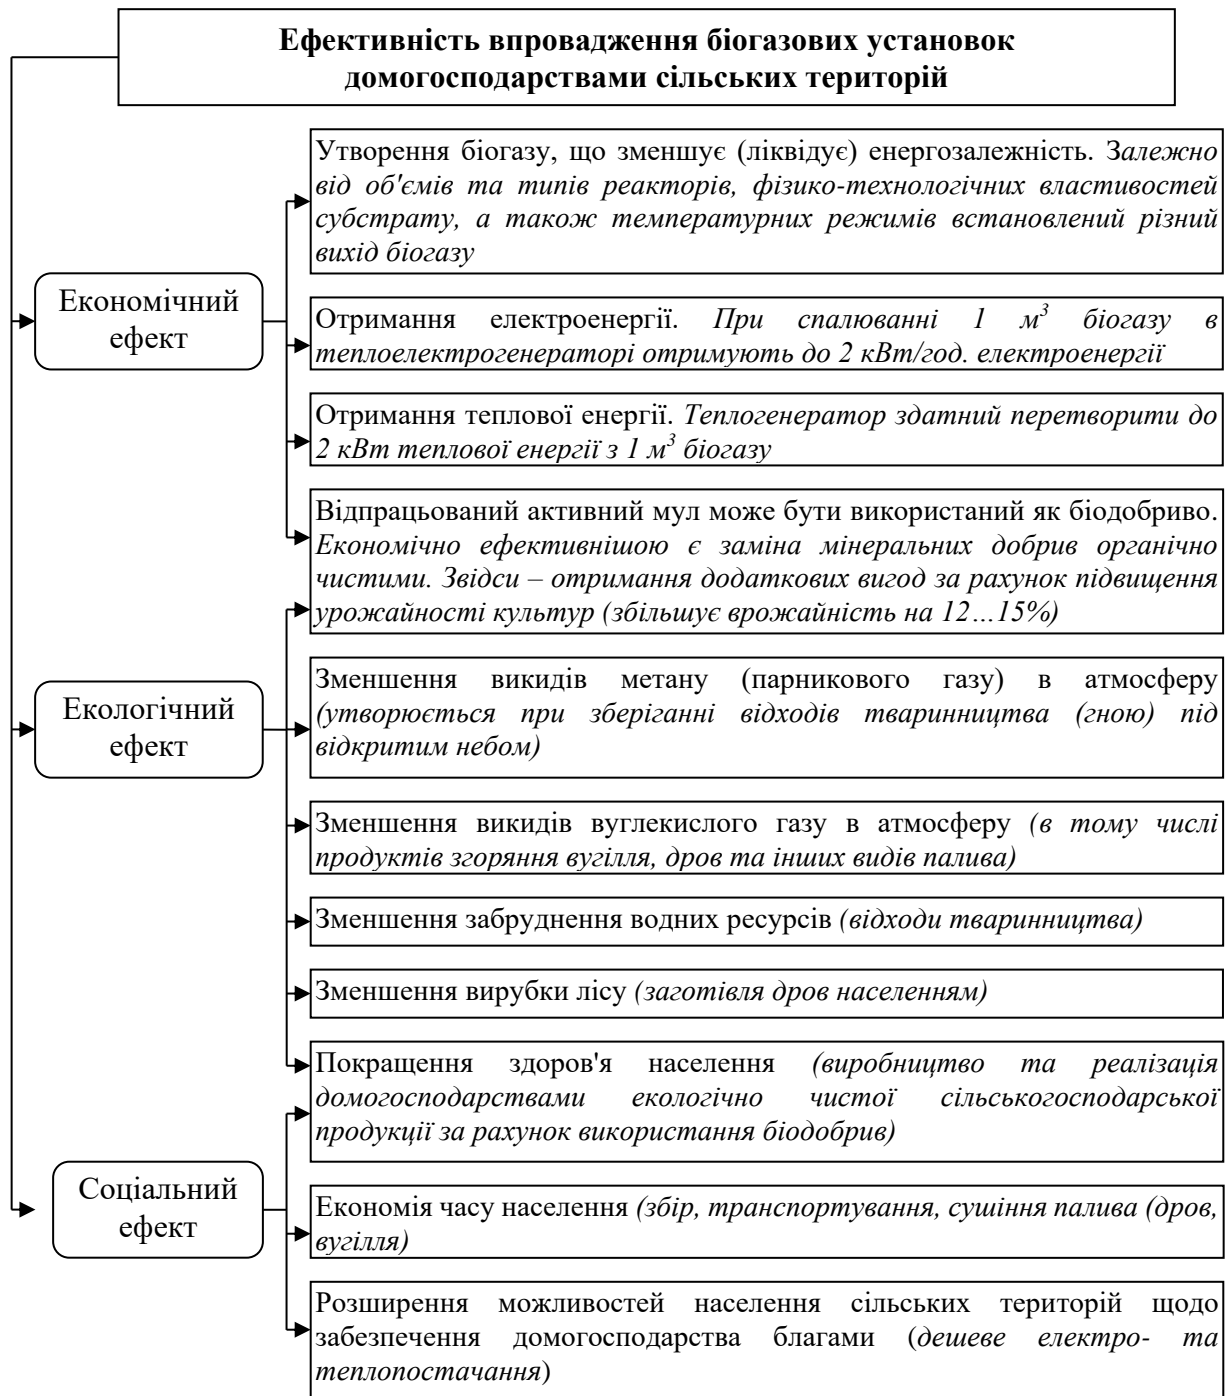 Ефективність впровадження біогазових установок
домогосподарствами сільських територій
Утворення біогазу, що зменшує (ліквідує) енергозалежність. Залежно
від об'ємів та типів реакторів, фізико-технологічних властивостей
субстрату, а також температурних режимів встановлений різний
вихід біогазу
Економічний
ефект
Отримання електроенергії. При спалюванні 1 м³ біогазу в
теплоелектрогенераторі отримують до 2 кВт/год. електроенергії
Отримання теплової енергії. Теплогенератор здатний перетворити до
2 кВт теплової енергії з 1 м³ біогазу
Відпрацьований активний мул може бути використаний як біодобриво.
Економічно ефективнішою є заміна мінеральних добрив органічно
чистими. Звідси – отримання додаткових вигод за рахунок підвищення
урожайності культур (збільшує врожайність на 12…15%)
Екологічний
ефект
Зменшення викидів метану (парникового газу) в атмосферу
(утворюється при зберіганні відходів тваринництва (гною) під
відкритим небом)
Зменшення викидів вуглекислого газу в атмосферу (в тому числі
продуктів згоряння вугілля, дров та інших видів палива)
Зменшення забруднення водних ресурсів (відходи тваринництва)
Зменшення вирубки лісу (заготівля дров населенням)
Покращення здоров'я населення (виробництво та реалізація
домогосподарствами екологічно чистої сільськогосподарської
продукції за рахунок використання біодобрив)
Соціальний
ефект
Економія часу населення (збір, транспортування, сушіння палива (дров,
вугілля)
Розширення можливостей населення сільських територій щодо
забезпечення домогосподарства благами (дешеве електро- та
теплопостачання)